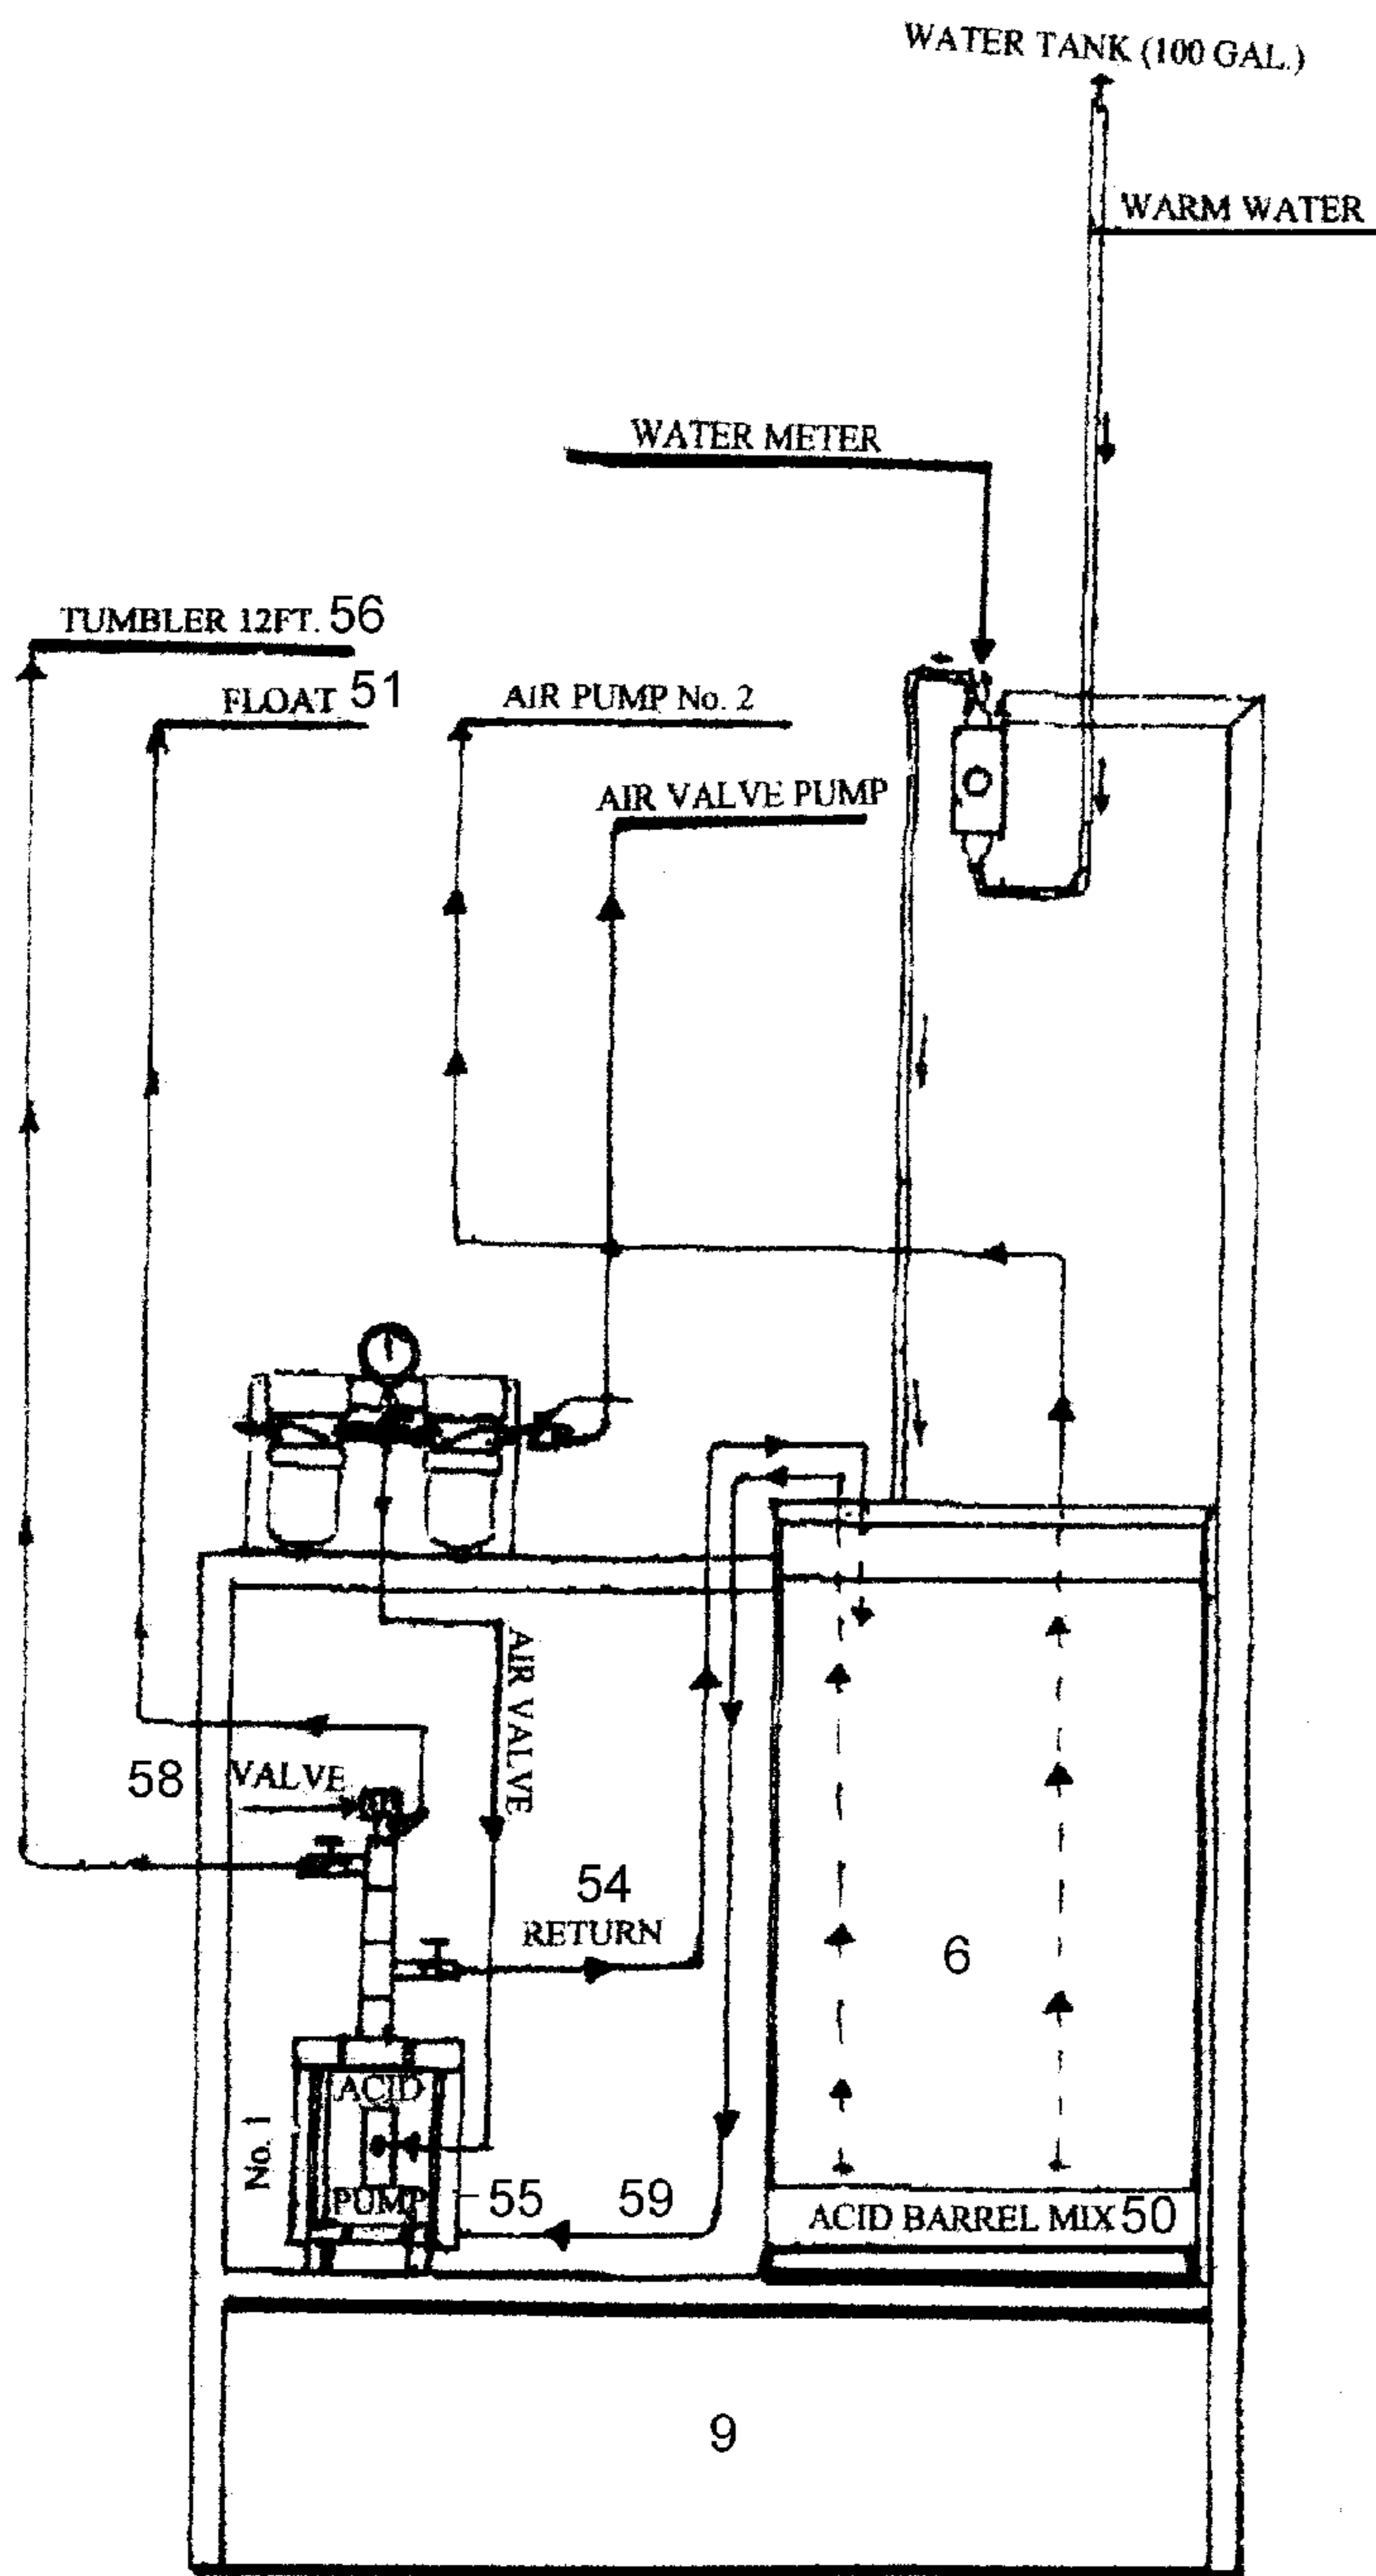 WATER TANK (100 GAL.)
WARM WATER
WATER METER
TUMBLER 12FT. 56
FLOAT 51
AIR PUMP No. 2
AIR VALVE PUMP
AIR VALVE
58 VALVE
54
RETURN
6
ACID
No. 1
PUMP
55
59
ACID BARREL MIX 50
9